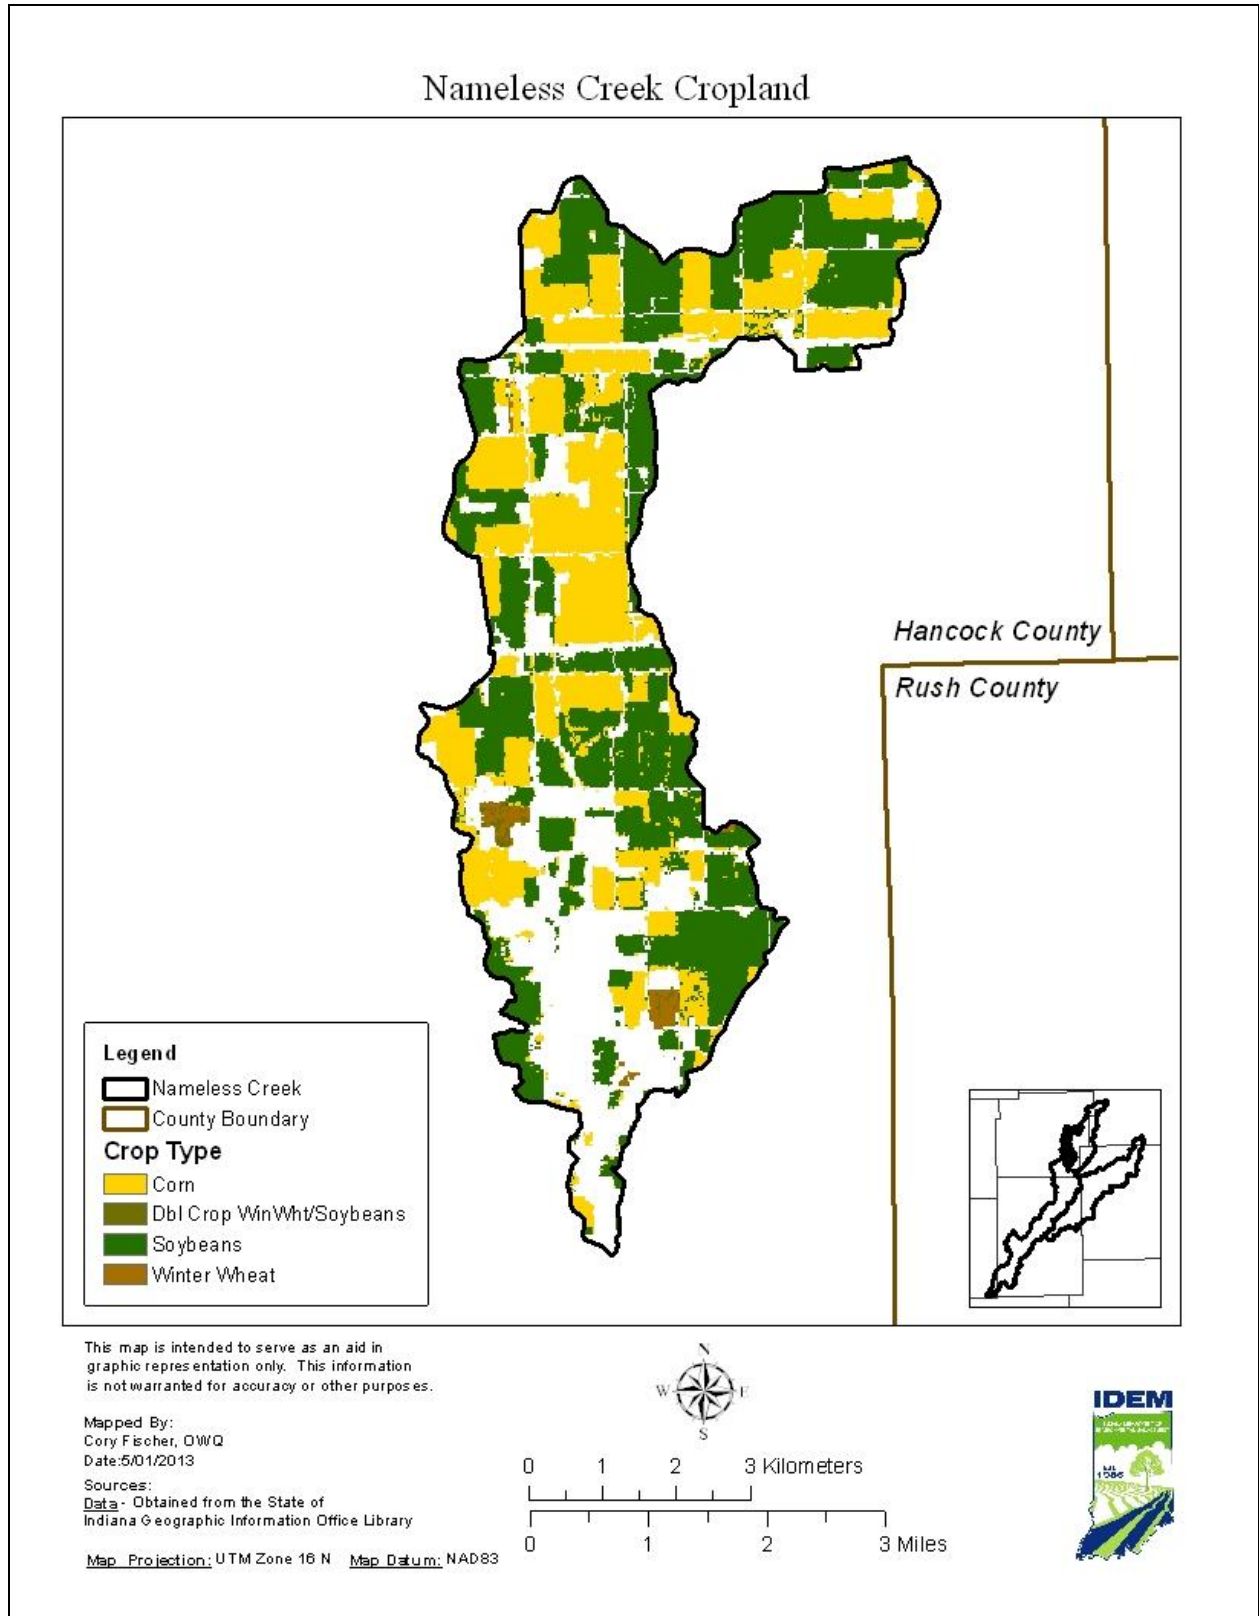 Nameless Creek Cropland
Hancock County
Rush County
Legend
Nameless Creek
County Boundary
Crop Type
Corn
Dbl Crop WinWht/Soybeans
Soybeans
Winter Wheat
This map is intended to serve as an aid in
graphic representation only. This information
is not warranted for accuracy or other purposes.
Mapped By:
Cory Fischer, OWQ
Date:5/01/2013
Sources:
Data - Obtained from the State of
Indiana Geographic Information Office Library
Map Projection: UTM Zone 16 N Map Datum: NAD83
N
W E
S
0 1 2 3 Kilometers
0 1 2 3 Miles
IDEM
1986